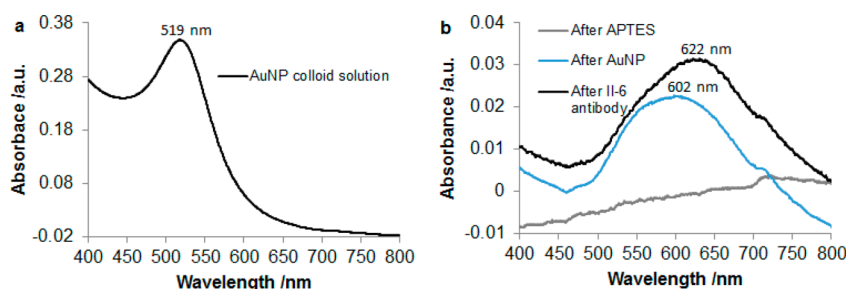 a
0.38
0.28
0.18
0.08
-0.02
Absorbance /a.u.
519 nm
AuNP colloid solution
400 450 500 550 600 650 700 750 800
Wavelength /nm
b
0.04
0.03
0.02
0.01
0
-0.01
Absorbance /a.u.
After APTES
After AuNP
After Il-6
antibody
622 nm
602 nm
400 450 500 550 600 650 700 750 800
Wavelength /nm